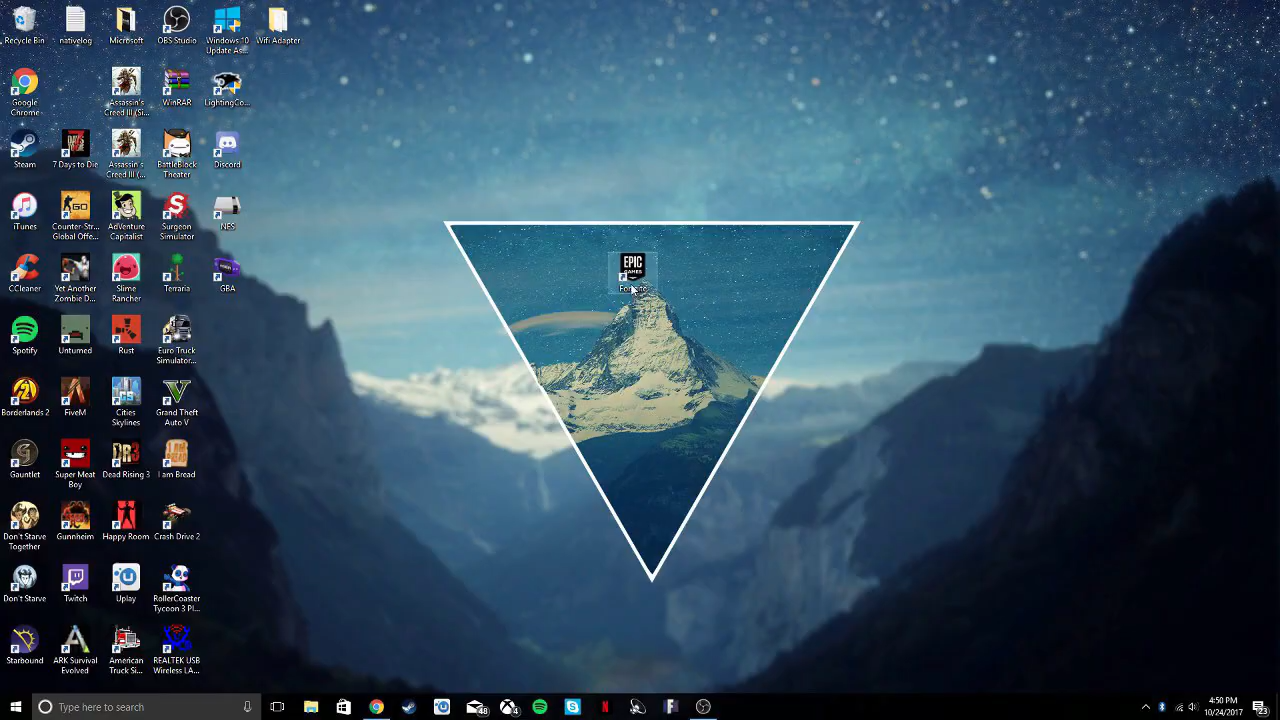 Recycle Bin
nativelog
Microsoft
OBS Studio
Windows 10
Update As...
Wifi Adapter
Google
Chrome
Assassin's
Creed III (Si...
WinRAR
LightingCo...
Steam
7 Days to Die
Assassin's
Creed III (...
BattleBlock
Theater
Discord
iTunes
Counter-Str...
Global Offe...
AdVenture
Capitalist
Surgeon
Simulator
NES
CCleaner
Yet Another
Zombie D...
Slime
Rancher
Terraria
GBA
Spotify
Unturned
Rust
Euro Truck
Simulator...
Borderlands 2
FiveM
Cities
Skylines
Grand Theft
Auto V
Gauntlet
Super Meat
Boy
Dead Rising 3
I am Bread
Don't Starve
Together
Gunnheim
Happy Room
Crash Drive 2
Don't Starve
Twitch
Uplay
RollerCoaster
Tycoon 3 Pl...
Starbound
ARK Survival
Evolved
American
Truck Si...
REALTEK USB
Wireless LA...
EPIC
GAMES
Type here to search
48
4
4:50 PM
10/24/2017